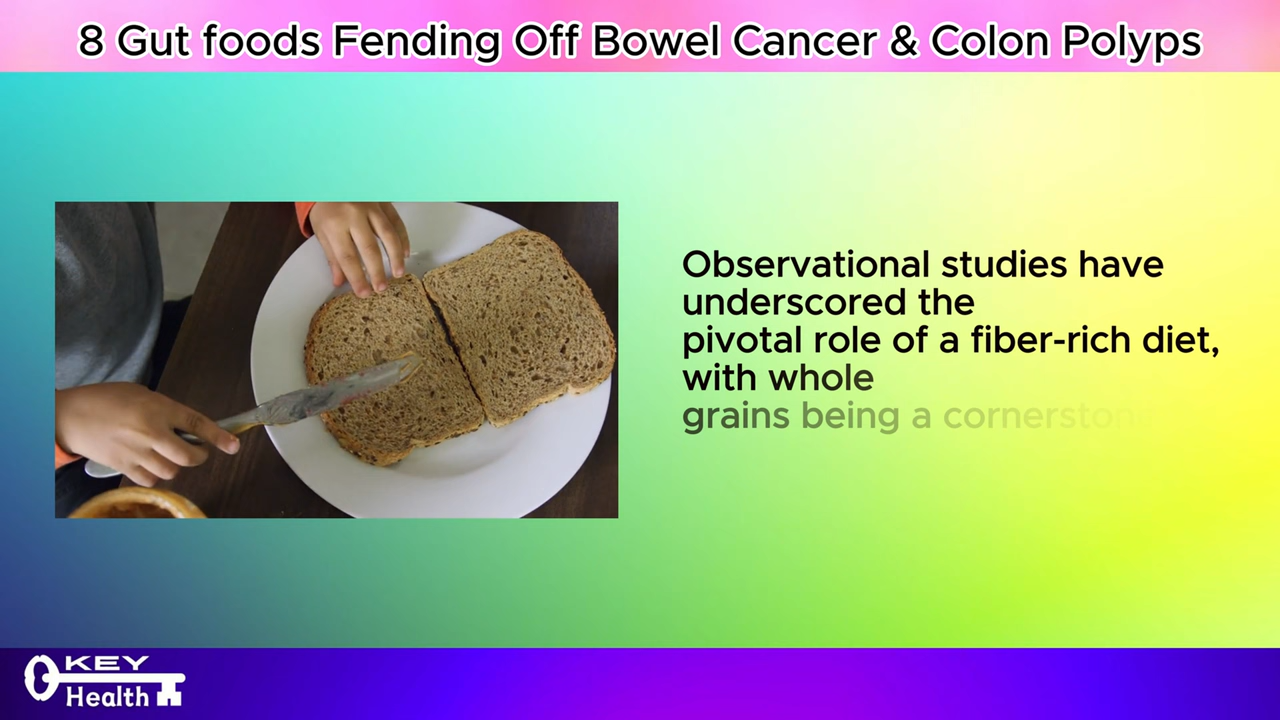 8 Gut foods Fending Off Bowel Cancer & Colon Polyps
Observational studies have
underscored the
pivotal role of a fiber-rich diet,
with whole
grains being a
KEY
Health